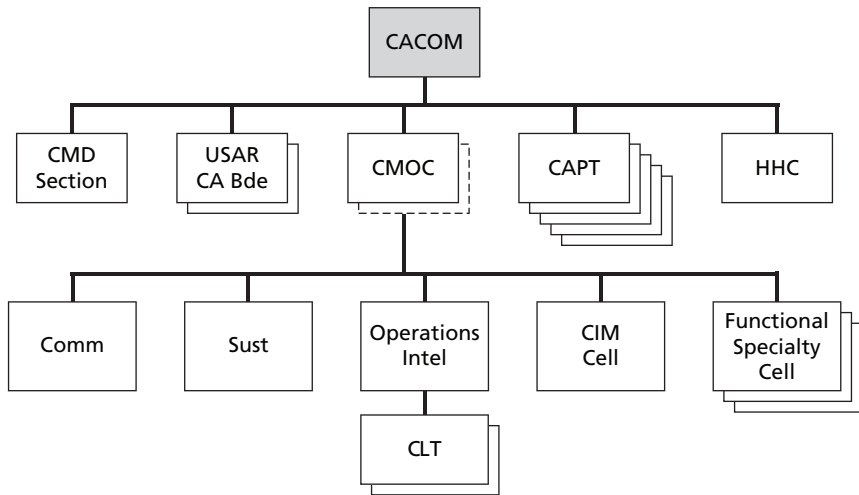 CACOM
CMD
Section
USAR
CA Bde
CMOC
CAPT
HHC
Comm
Sust
Operations
Intel
CIM
Cell
Functional
Specialty
Cell
CLT